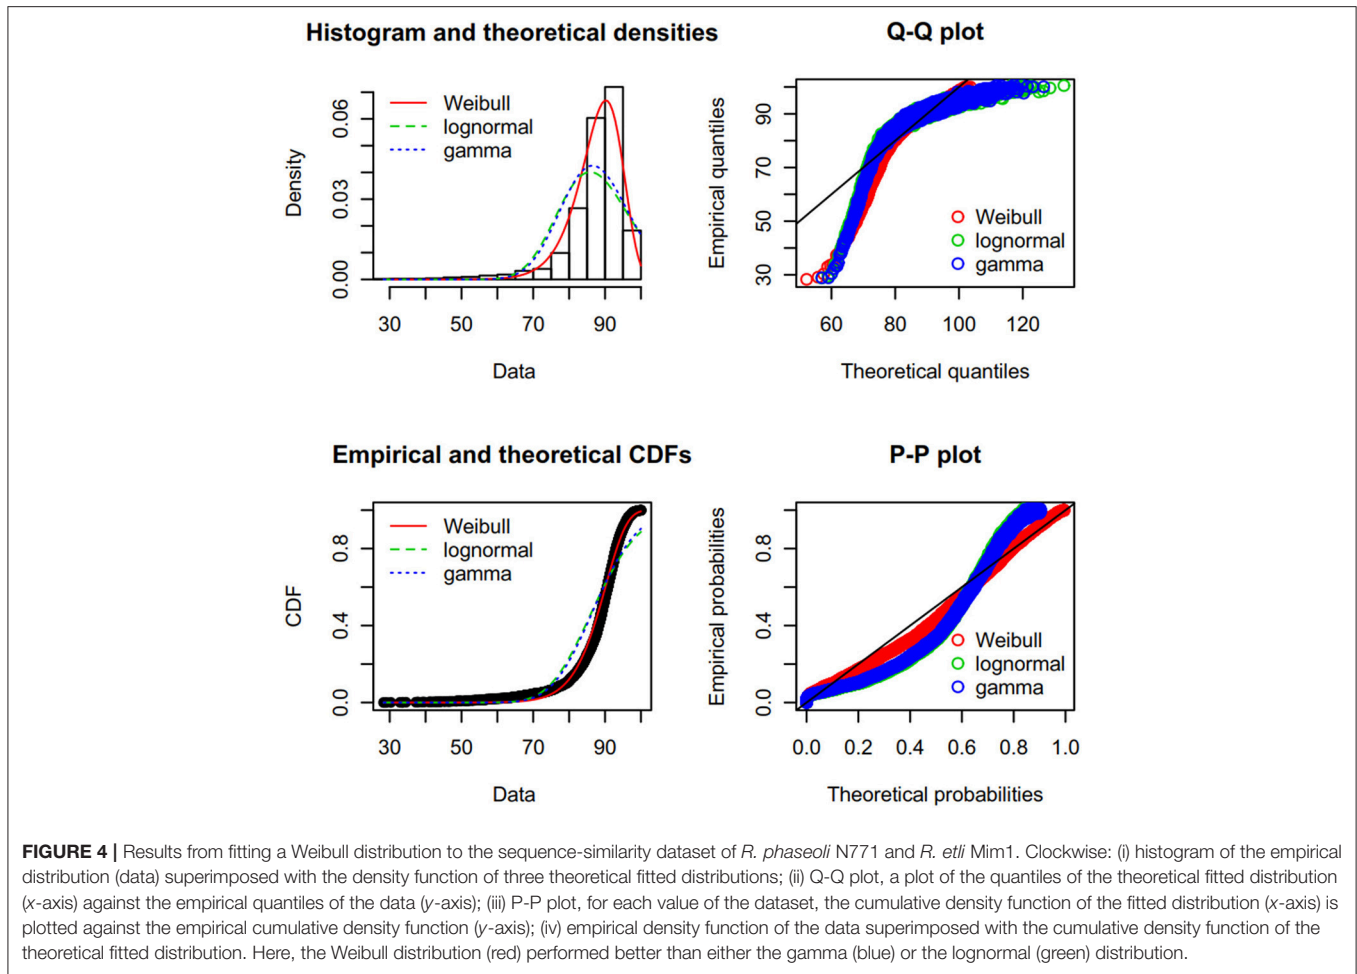 Histogram and theoretical densities
Weibull
lognormal
gamma
Density
0.00
0.03
0.06
30 50 70 90
Data
Q-Q plot
Empirical quantiles
30
50
70
90
Weibull
lognormal
gamma
60 80 100 120
Theoretical quantiles
Empirical and theoretical CDFs
Weibull
lognormal
gamma
CDF
0.0
0.4
0.8
30 50 70 90
Data
P-P plot
Empirical probabilities
0.0
0.4
0.8
Weibull
lognormal
gamma
0.0 0.2 0.4 0.6 0.8 1.0
Theoretical probabilities
FIGURE 4 | Results from fitting a Weibull distribution to the sequence-similarity dataset of R. phaseoli N771 and R. etli Mim1. Clockwise: (i) histogram of the empirical
distribution (data) superimposed with the density function of three theoretical fitted distributions; (ii) Q-Q plot, a plot of the quantiles of the theoretical fitted distribution
(x-axis) against the empirical quantiles of the data (y-axis); (iii) P-P plot, for each value of the dataset, the cumulative density function of the fitted distribution (x-axis) is
plotted against the empirical cumulative density function (y-axis); (iv) empirical density function of the data superimposed with the cumulative density function of the
theoretical fitted distribution. Here, the Weibull distribution (red) performed better than either the gamma (blue) or the lognormal (green) distribution.